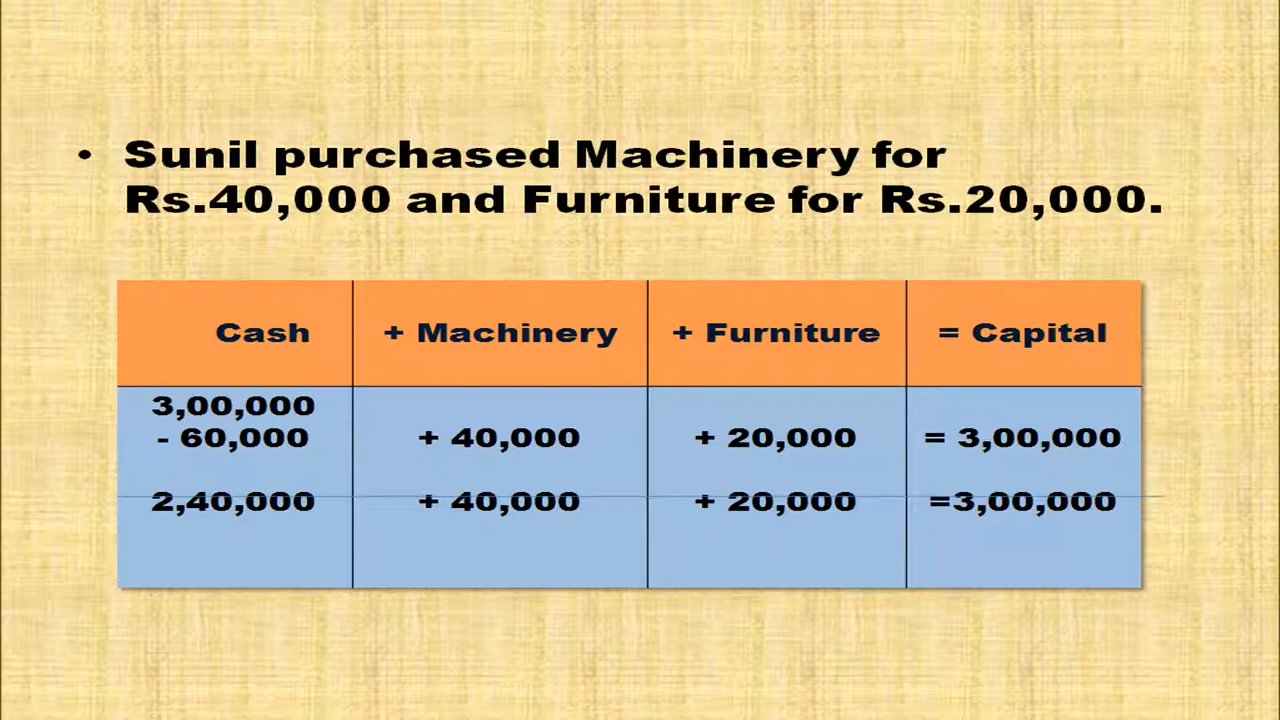 • Sunil purchased Machinery for
Rs.40,000 and Furniture for Rs.20,000.
Cash + Machinery + Furniture = Capital
3,00,000
- 60,000 + 40,000 + 20,000 = 3,00,000
2,40,000 + 40,000 + 20,000 =3,00,000